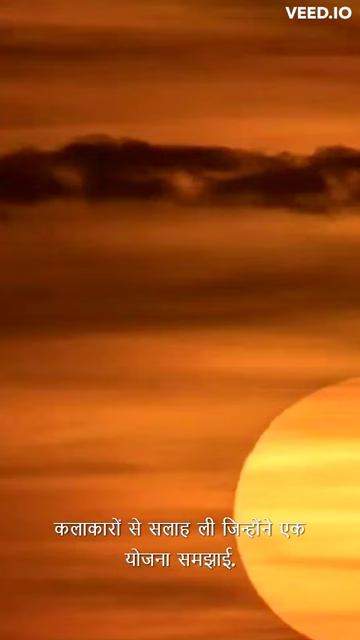 VEED.IO
कलाकारों से सलाह ली जिन्होंने एक
योजना समझाई.